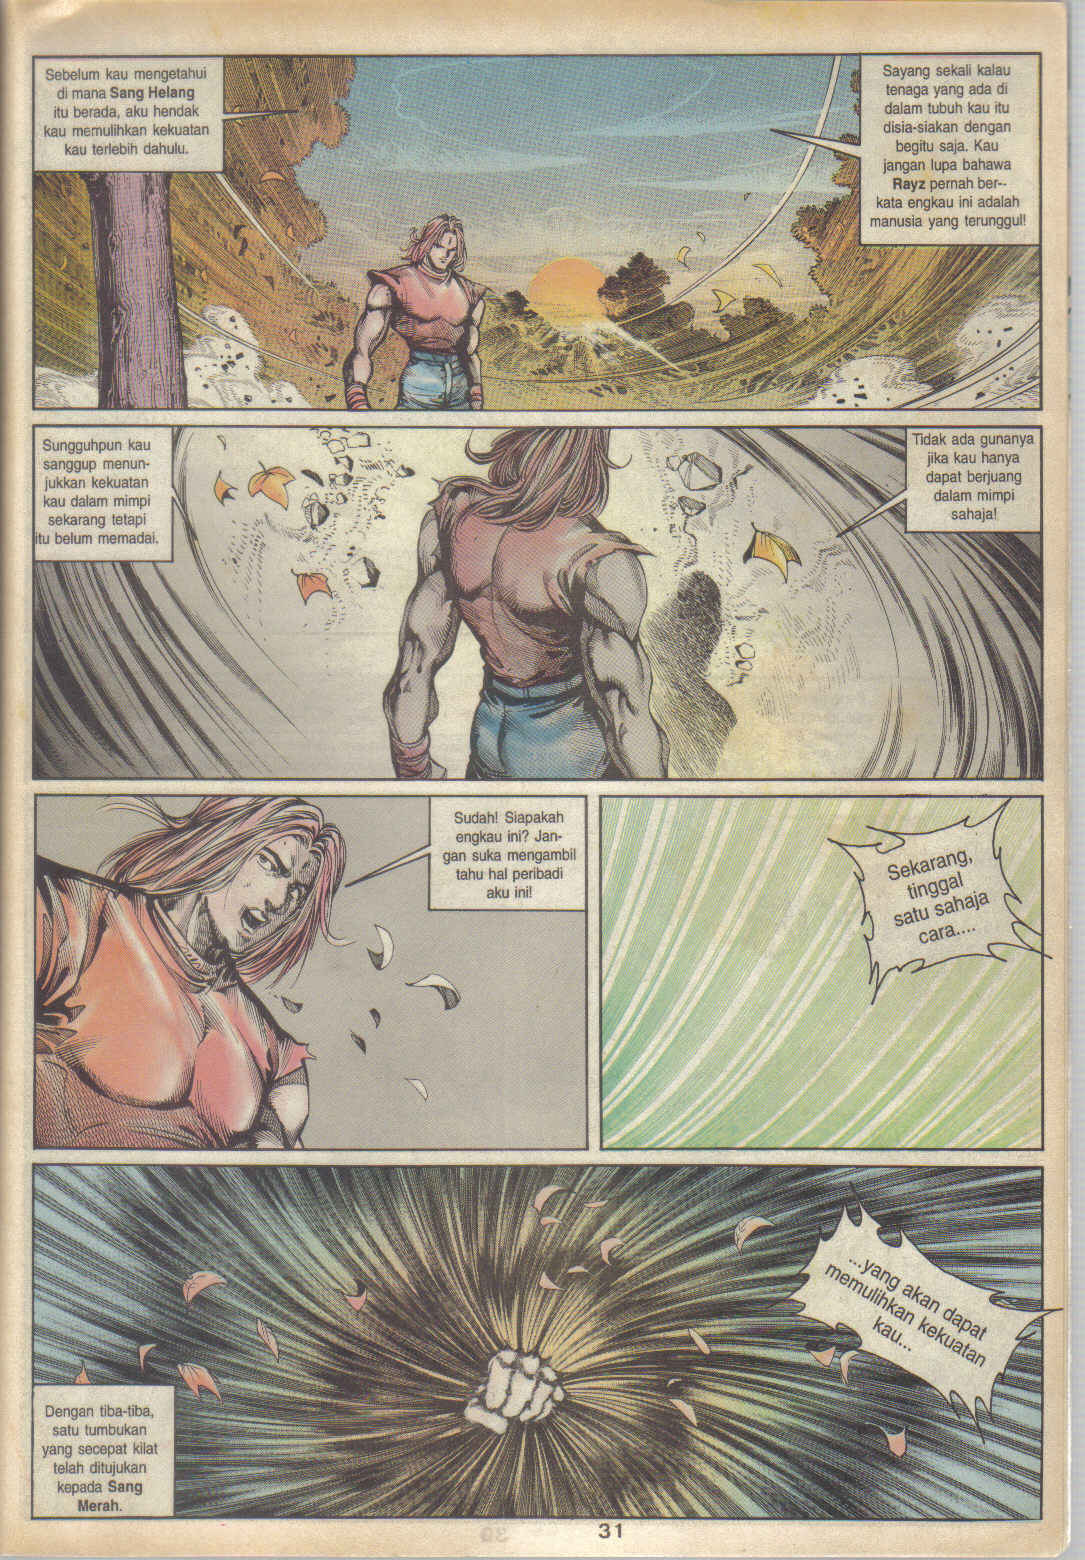 Sebelum kau mengetahui
di mana Sang Helang
itu berada, aku hendak
kau memulihkan kekuatan
kau terlebih dahulu.
Sayang sekali kalau
tenaga yang ada di
dalam tubuh kau itu
disia-siakan dengan
begitu saja. Kau
jangan lupa bahawa
Rayz pernah ber--
kata engkau ini adalah
manusia yang terunggul!
Sungguhpun kau
sanggup menun-
jukkan kekuatan
kau dalam mimpi
sekarang tetapi
itu belum memadai.
Tidak ada gunanya
jika kau hanya
dapat berjuang
dalam mimpi
sahaja!
Sudah! Siapakah
engkau ini? Jan-
gan suka mengambil
tahu hal peribadi
aku ini!
Sekarang,
tinggal
satu sahaja
cara....
...yang akan dapat
memulihkan kekuatan
kau...
Dengan tiba-tiba,
satu tumbukan
yang secepat kilat
telah ditujukan
kepada Sang
Merah.
31